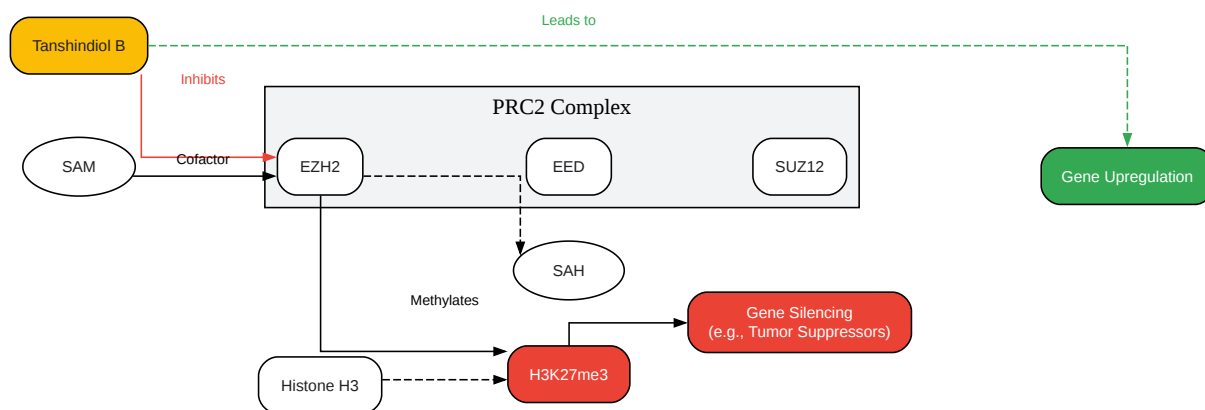 Leads to
Tanshindiol B
Inhibits
PRC2 Complex
SAM
Cofactor
EZH2
EED
SUZ12
Gene Upregulation
SAH
Methylates
Gene Silencing
(e.g., Tumor Suppressors)
Histone H3
H3K27me3